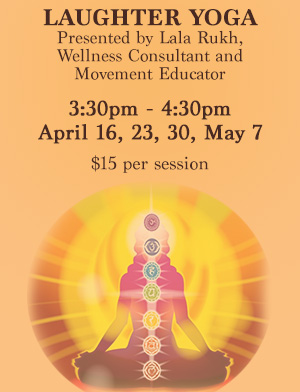 LAUGHTER YOGA
Presented by Lala Rukh,
Wellness Consultant and
Movement Educator
3:30pm - 4:30pm
April 16, 23, 30, May 7
$15 per session